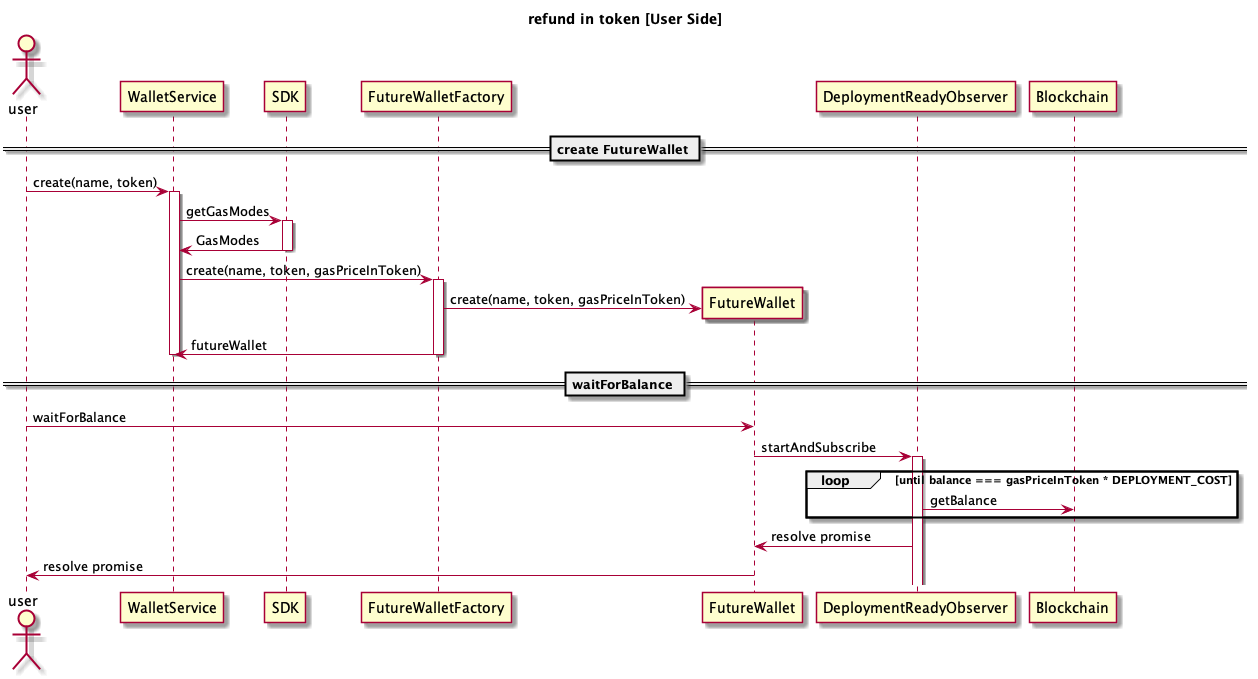 refund in token [User Side]
user
WalletService
SDK
FutureWalletFactory
DeploymentReadyObserver
Blockchain
create FutureWallet
create(name, token)
getGasModes
GasModes
create(name, token, gasPriceInToken)
create(name, token, gasPriceInToken)
FutureWallet
futureWallet
waitForBalance
waitForBalance
startAndSubscribe
loop
[until balance === gasPriceInToken * DEPLOYMENT_COST]
getBalance
resolve promise
resolve promise
user
WalletService
SDK
FutureWalletFactory
FutureWallet
DeploymentReadyObserver
Blockchain